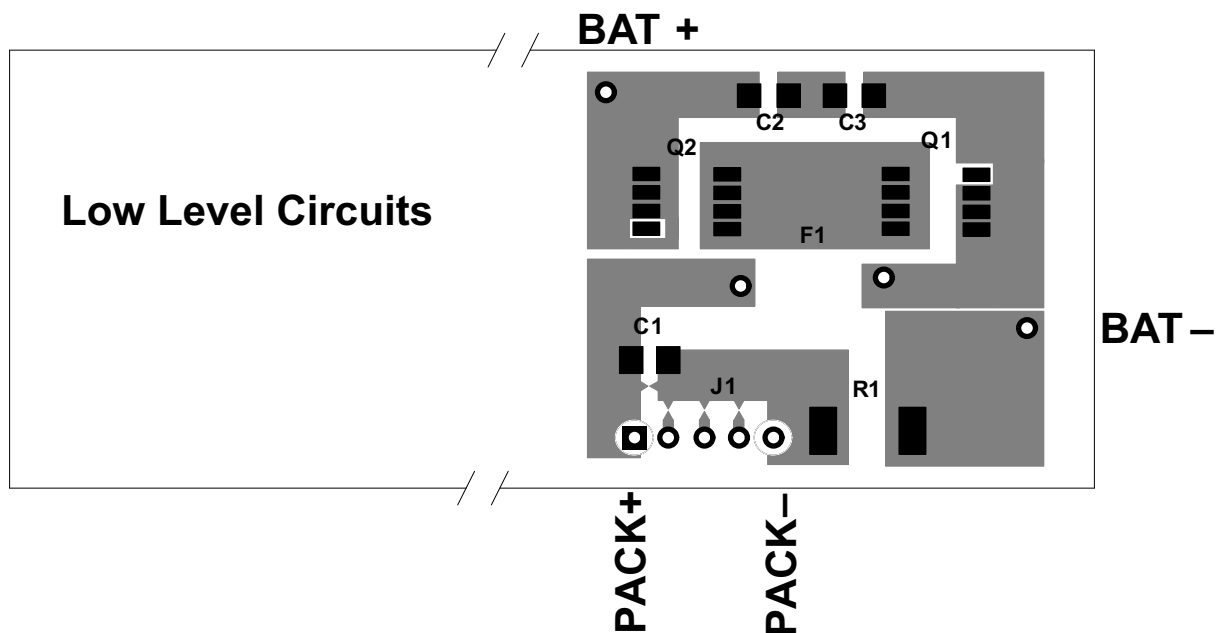 BAT +
C2
C3
Q2
Q1
Low Level Circuits
F1
C1
BAT –
J1
R1
PACK+
PACK–